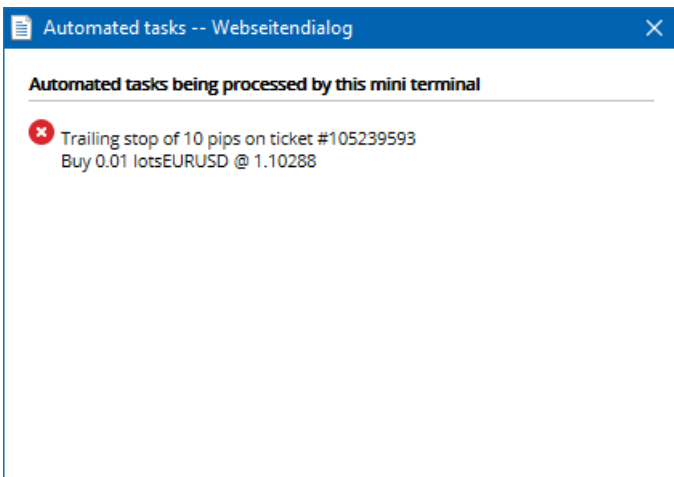 Automated tasks -- Webseitendialog
Automated tasks being processed by this mini terminal
Trailing stop of 10 pips on ticket #105239593
Buy 0.01 lotsEURUSD @ 1.10288